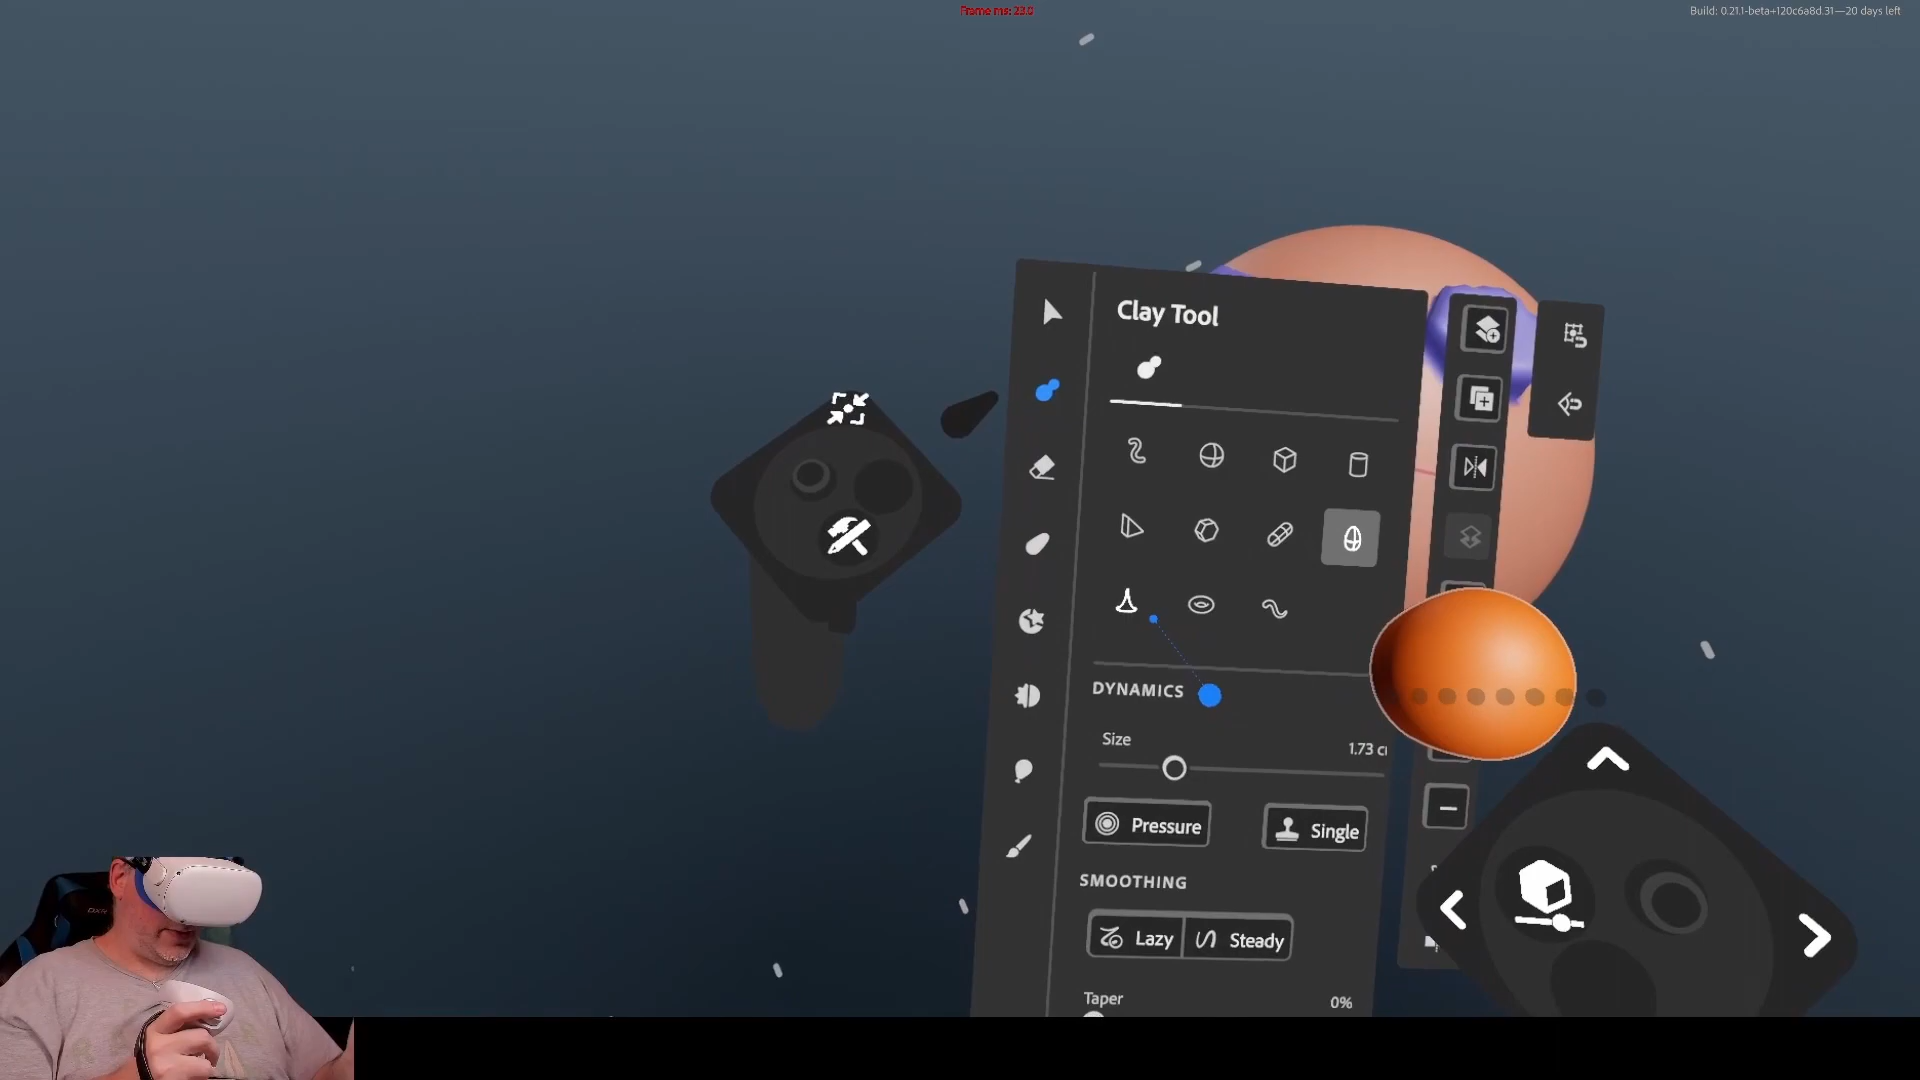 Frame ms: 23.0
Build: 0.21.1-beta+120c6a8d.31—20 days left
Clay Tool
DYNAMICS
Size
1.73 c
Pressure
Single
SMOOTHING
Lazy
Steady
Taper
0%